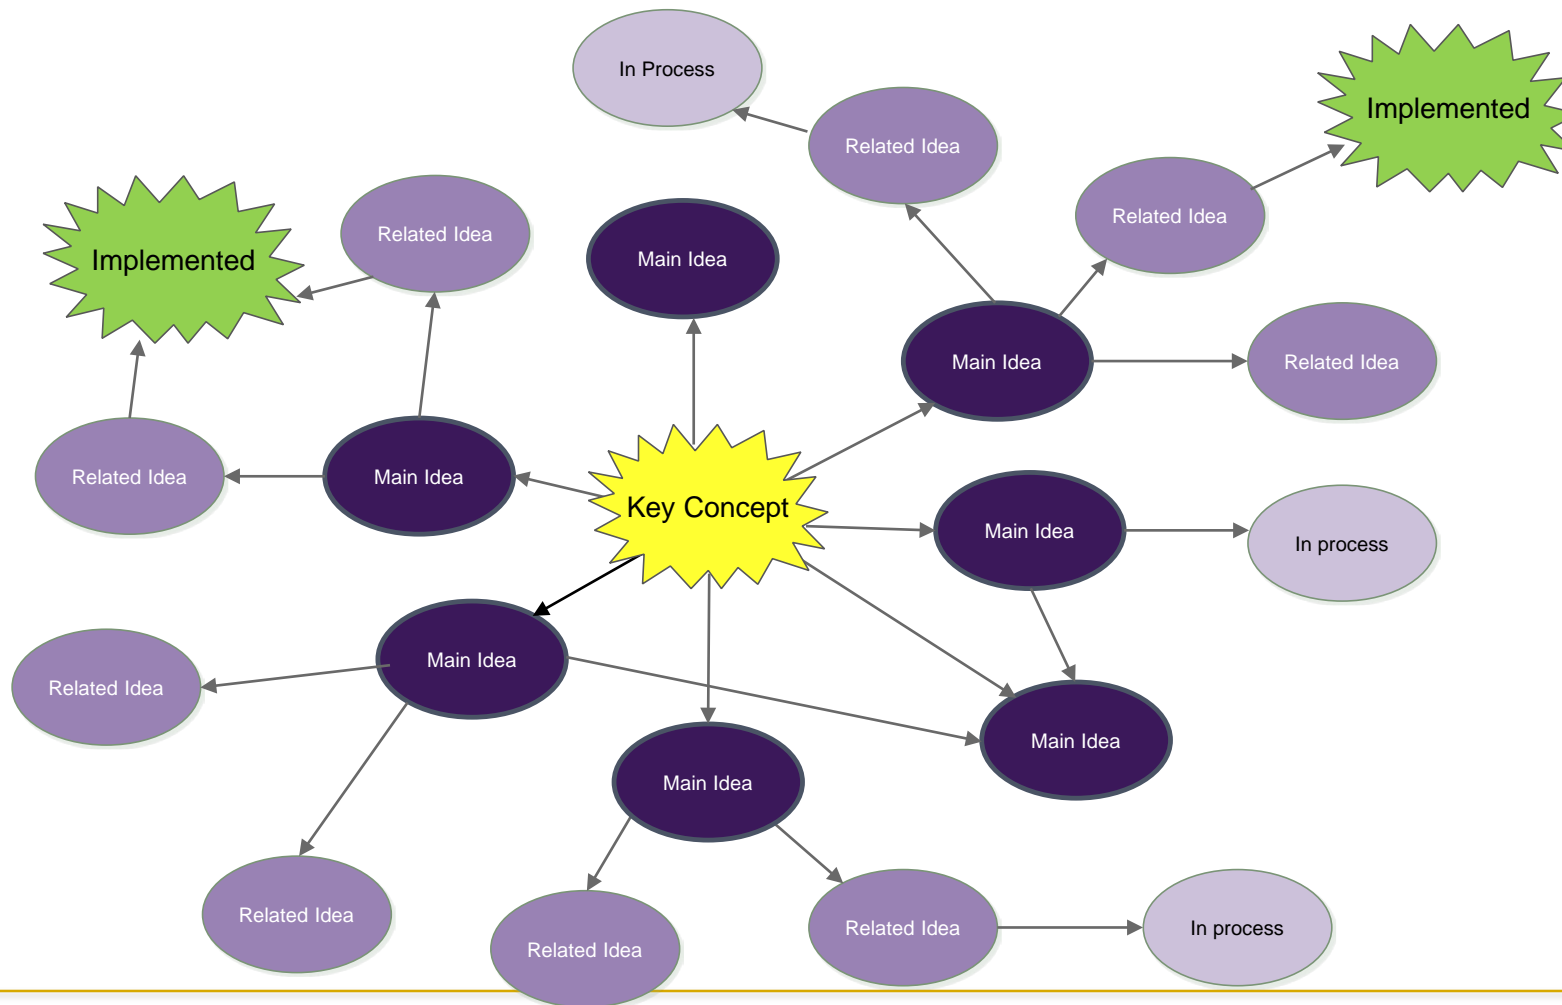 In Process
Implemented
Related Idea
Related Idea
Related Idea
Implemented
Main Idea
Main Idea
Related Idea
Related Idea
Main Idea
Key Concept
Main Idea
In process
Related Idea
Main Idea
Main Idea
Main Idea
Related Idea
Related Idea
Related Idea
In process